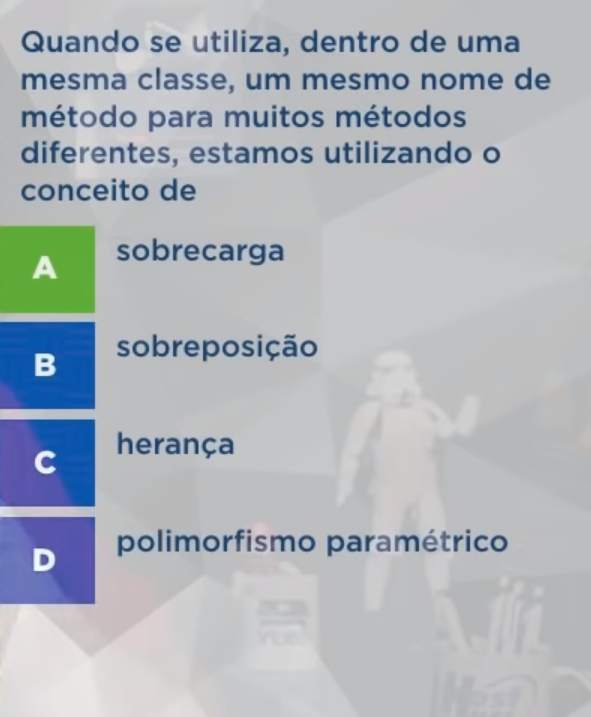 Quando se utiliza, dentro de uma
mesma classe, um mesmo nome de
método para muitos métodos
diferentes, estamos utilizando o
conceito de
A sobrecarga
B sobreposição
C herança
D polimorfismo paramétrico